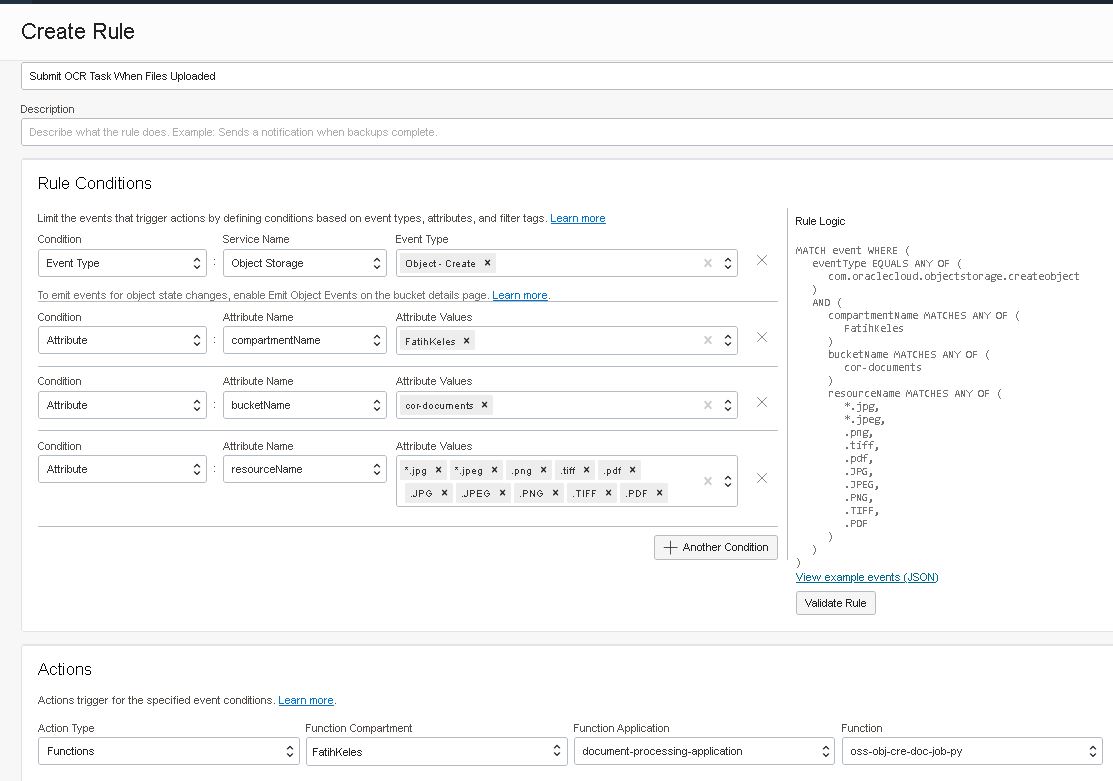 Create Rule
Submit OCR Task When Files Uploaded
Description
Describe what the rule does. Example: Sends a notification when backups complete.
Rule Conditions
Limit the events that trigger actions by defining conditions based on event types, attributes, and filter tags. Learn more
Condition Service Name Event Type
Event Type : Object Storage Object - Create ×
To emit events for object state changes, enable Emit Object Events on the bucket details page. Learn more.
Condition Attribute Name Attribute Values
Attribute : compartmentName FatihKeles ×
Condition Attribute Name Attribute Values
Attribute : bucketName cor-documents ×
Condition Attribute Name Attribute Values
Attribute : resourceName *.jpg × *.jpeg × .png × .tiff × .pdf ×
.JPG × .JPEG × .PNG × .TIFF × .PDF ×
+ Another Condition
Rule Logic
MATCH event WHERE (
eventType EQUALS ANY OF (
com.oraclecloud.objectstorage.createobject
)
AND (
compartmentName MATCHES ANY OF (
FatihKeles
)
bucketName MATCHES ANY OF (
cor-documents
)
resourceName MATCHES ANY OF (
*.jpg,
*.jpeg,
.png,
.tiff,
.pdf,
.JPG,
.JPEG,
.PNG,
.TIFF,
.PDF
)
)
)
View example events (JSON)
Validate Rule
Actions
Actions trigger for the specified event conditions. Learn more.
Action Type Function Compartment Function Application Function
Functions FatihKeles document-processing-application oss-obj-cre-doc-job-py